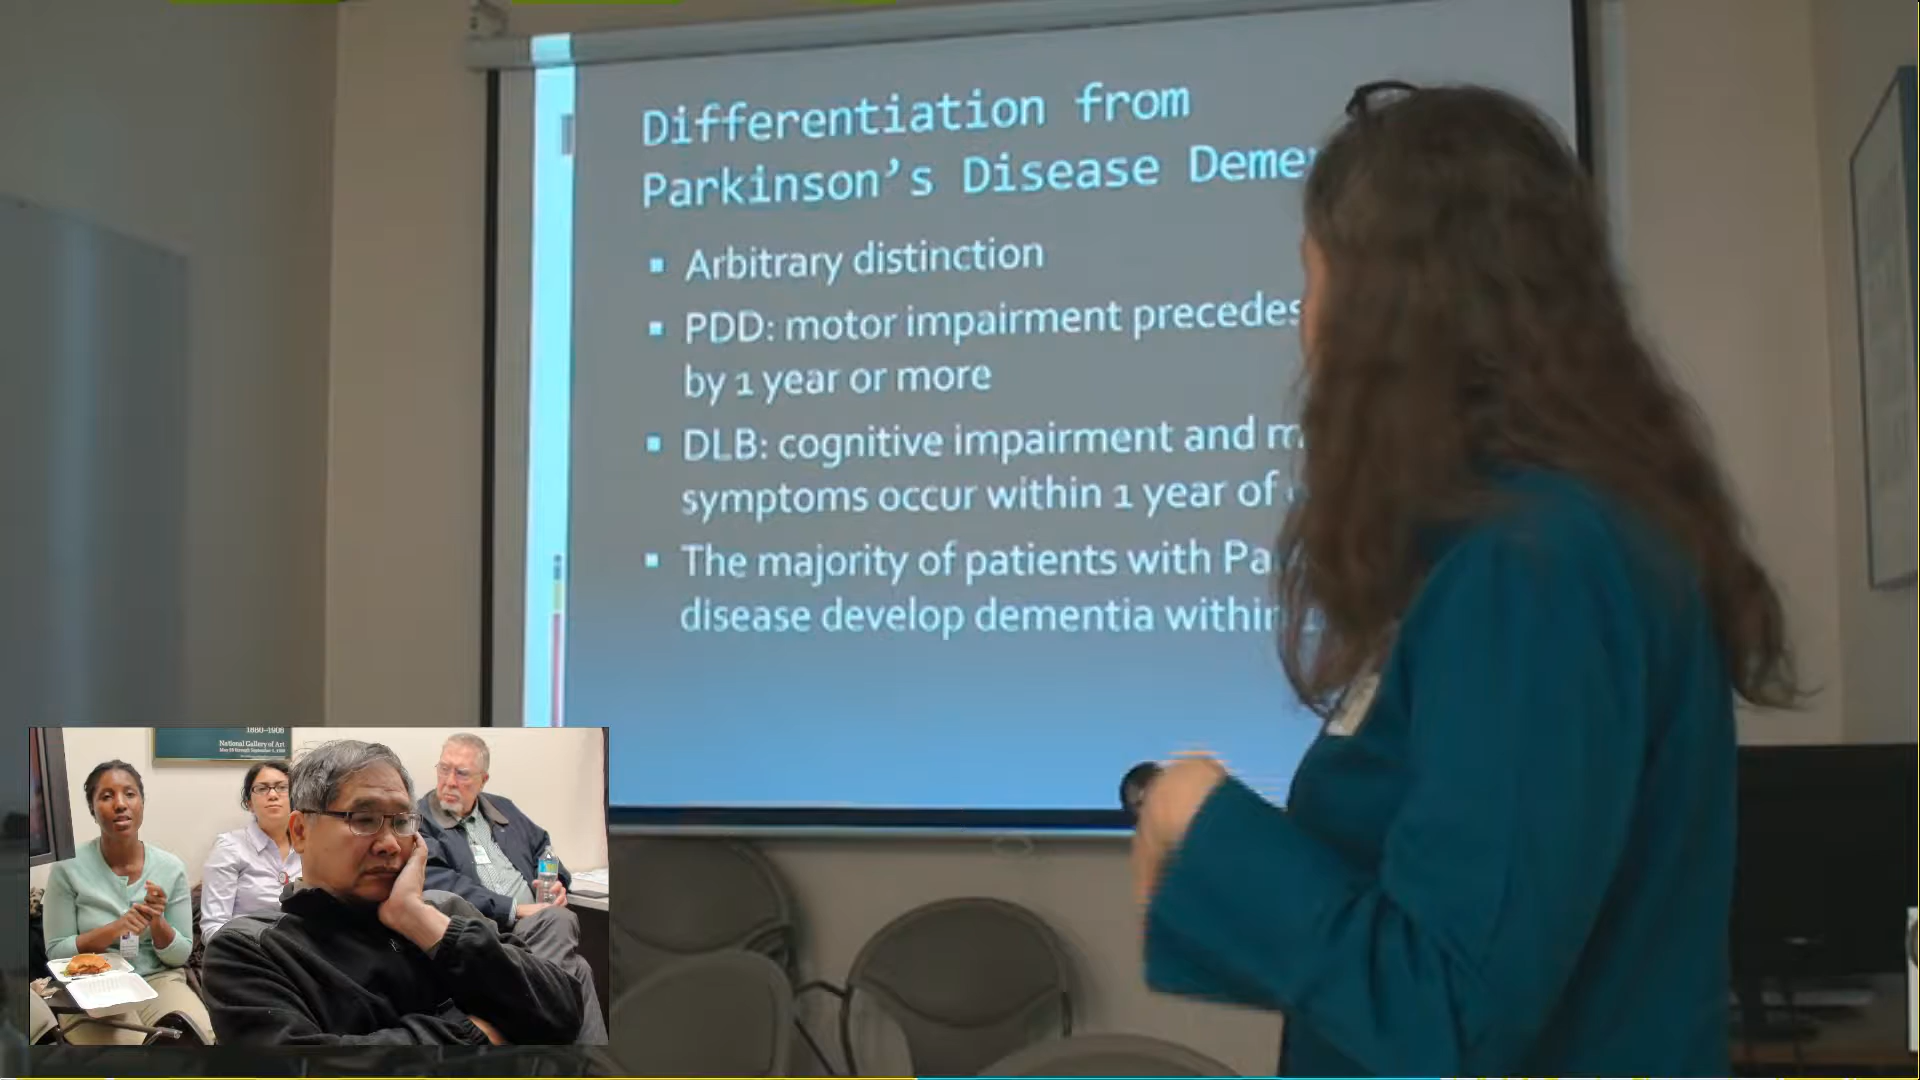 Differentiation from
Parkinson's Disease
Arbitrary distinction
PDD: motor impairment precedes
by 1 year or more
DLB: cognitive impairment and
symptoms occur within 1 year of
The majority of patients with
disease develop dementia within
1880-1906
National Gallery of Art